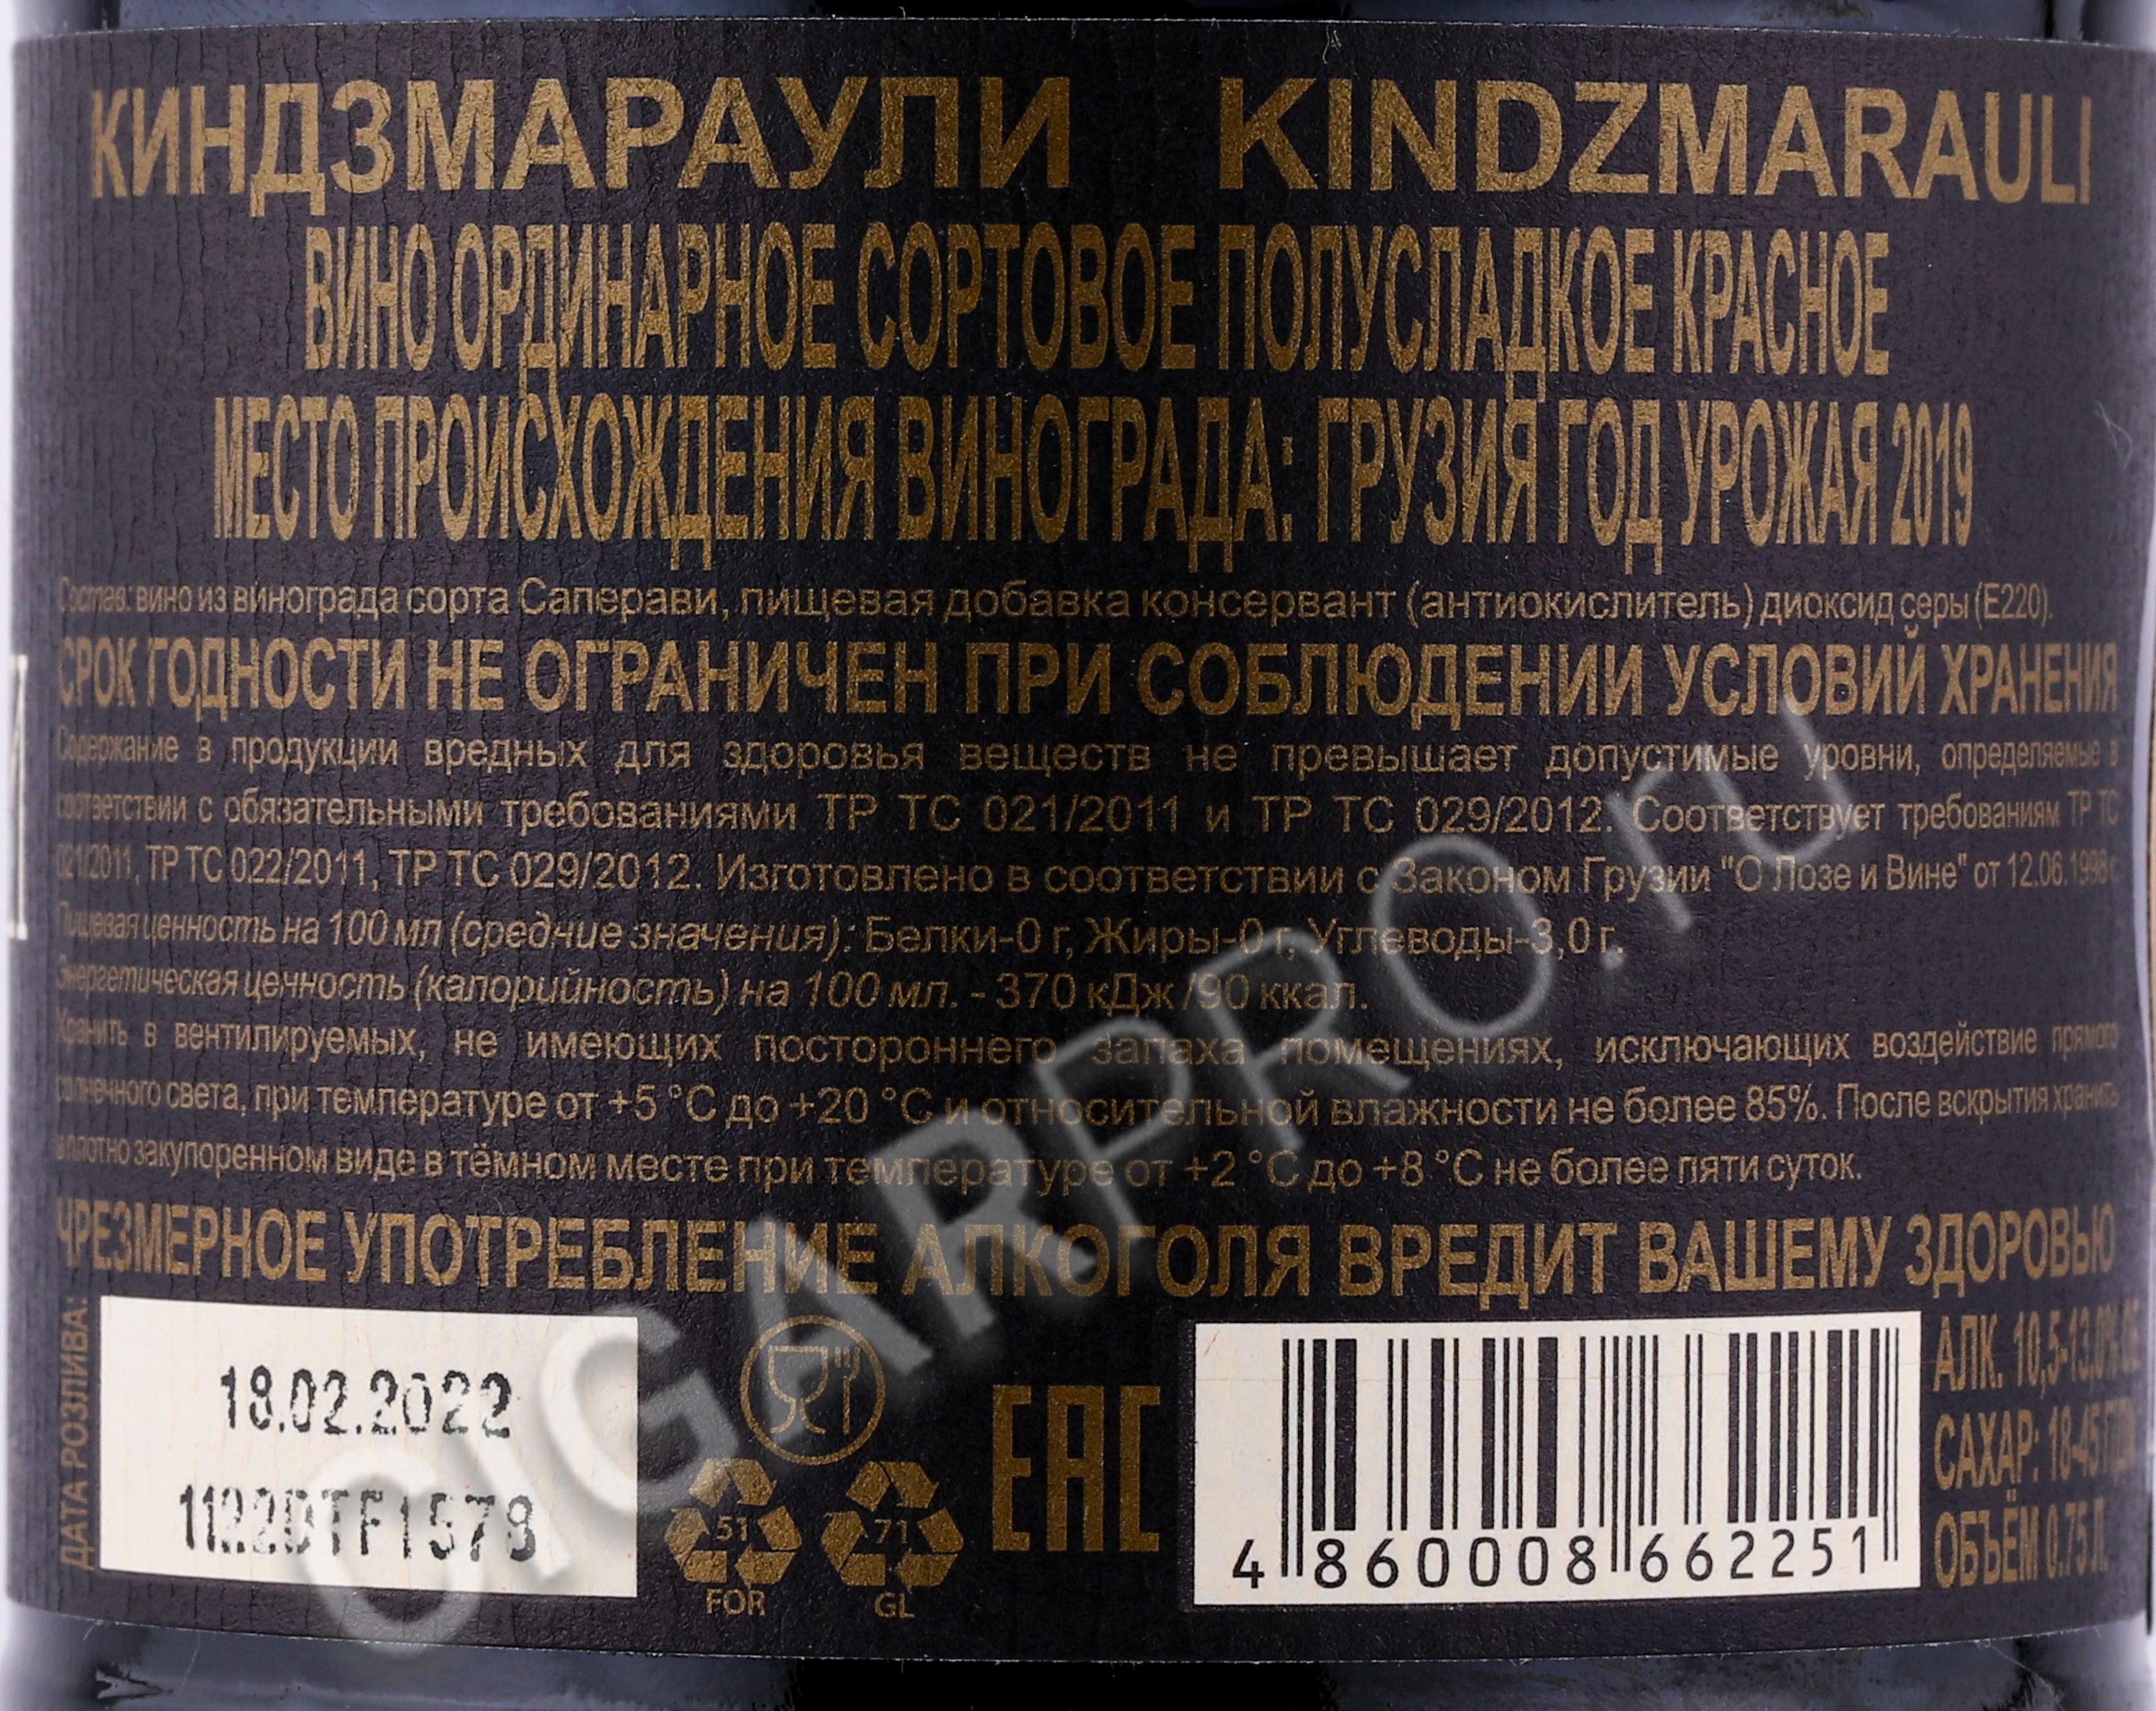 КИНДЗМАРАУЛИ KINDZMARAULI
ВИНО ОРДИНАРНОЕ СОРТОВОЕ ПОЛУСЛАДКОЕ КРАСНОЕ
МЕСТО ПРОИСХОЖДЕНИЯ ВИНОГРАДА: ГРУЗИЯ ГОД УРОЖАЯ 2019
Состав: вино из винограда сорта Саперави, пищевая добавка консервант (антиокислитель) диоксид серы (Е220).
СРОК ГОДНОСТИ НЕ ОГРАНИЧЕН ПРИ СОБЛЮДЕНИИ УСЛОВИЙ ХРАНЕНИЯ
Содержание в продукции вредных для здоровья веществ не превышает допустимые уровни, определяемые в
соответствии с обязательными требованиями ТР ТС 021/2011 и ТР ТС 029/2012. Соответствует требованиям ТР ТС
021/2011, ТР ТС 022/2011, ТР ТС 029/2012. Изготовлено в соответствии с Законом Грузии "О Лозе и Вине" от 12.06.1998 г.
Пищевая ценность на 100 мл (средние значения): Белки-0 г, Жиры-0 г, Углеводы-3,0 г.
Энергетическая ценность (калорийность) на 100 мл. - 370 кДж /90 ккал.
Хранить в вентилируемых, не имеющих постороннего запаха помещениях, исключающих воздействие прямого
солнечного света, при температуре от +5 °C до +20 °C и относительной влажности не более 85%. После вскрытия хранить
в плотно закупоренном виде в тёмном месте при температуре от +2 °C до +8 °C не более пяти суток.
ЧРЕЗМЕРНОЕ УПОТРЕБЛЕНИЕ АЛКОГОЛЯ ВРЕДИТ ВАШЕМУ ЗДОРОВЬЮ
ДАТА РОЗЛИВА:
18.02.2022
1122DTF1578
51
FOR
71
GL
EAC
4 860008 662251
АЛК. 10,5-13,0%
САХАР: 18-45
ОБЪЁМ 0.75 Л.
CIGARPRO.ru